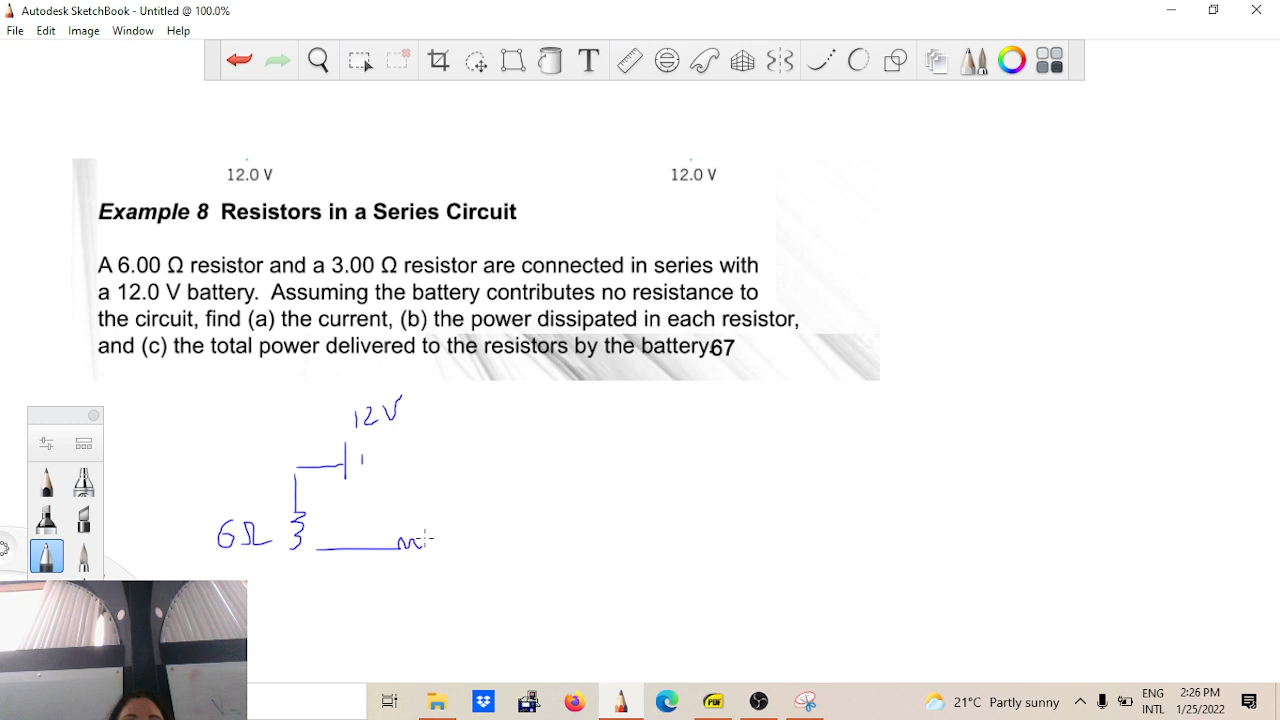 Autodesk SketchBook - Untitled @ 100.0%
File Edit Image Window Help
12.0 V 12.0 V
Example 8 Resistors in a Series Circuit
A 6.00 Ω resistor and a 3.00 Ω resistor are connected in series with
a 12.0 V battery. Assuming the battery contributes no resistance to
the circuit, find (a) the current, (b) the power dissipated in each resistor,
and (c) the total power delivered to the resistors by the battery.67
12V
6Ω
PDF
21°C Partly sunny
ENG
INTL
2:26 PM
1/25/2022